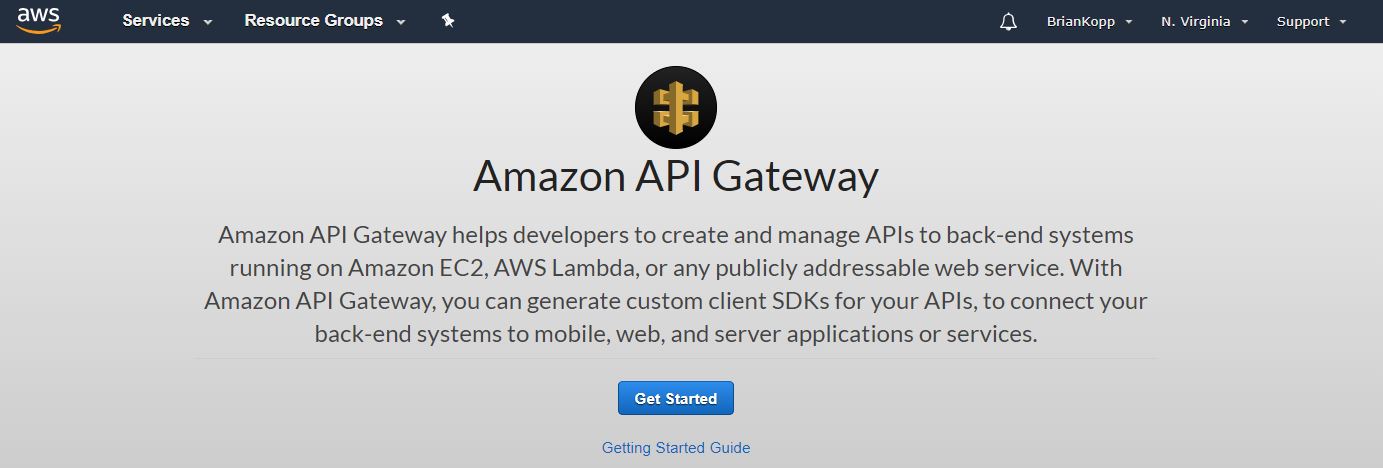 aws Services Resource Groups BrianKopp N. Virginia Support
Amazon API Gateway
Amazon API Gateway helps developers to create and manage APIs to back-end systems
running on Amazon EC2, AWS Lambda, or any publicly addressable web service. With
Amazon API Gateway, you can generate custom client SDKs for your APIs, to connect your
back-end systems to mobile, web, and server applications or services.
Get Started
Getting Started Guide